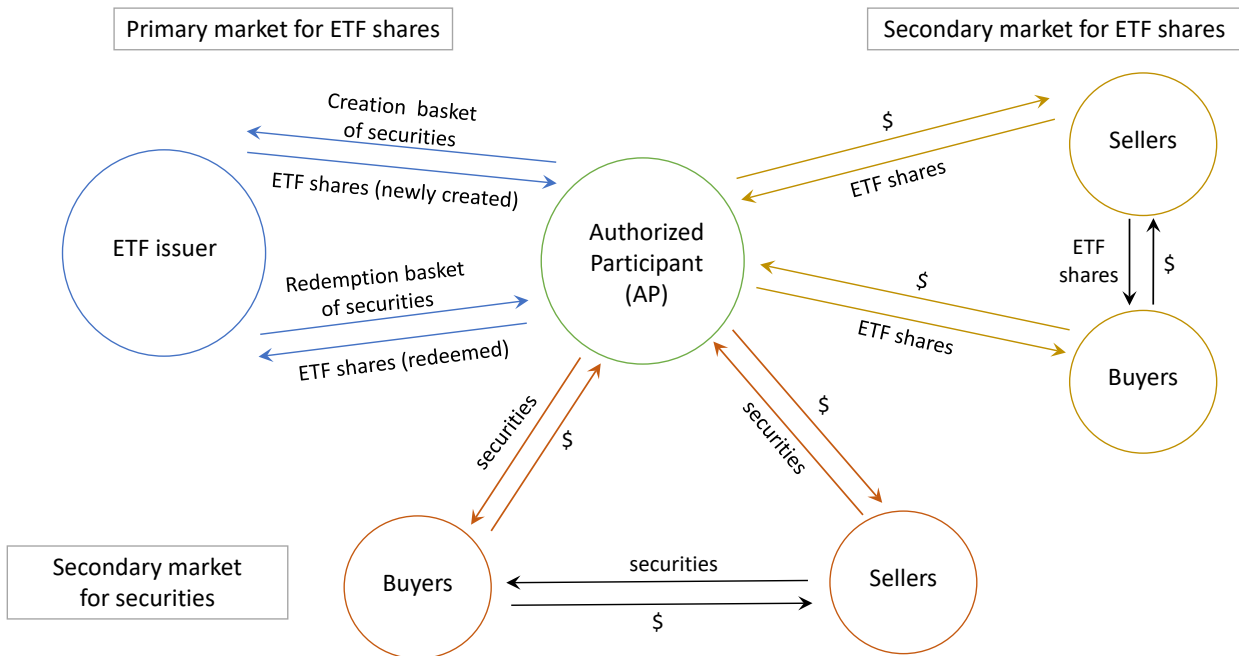 Primary market for ETF shares
Secondary market for ETF shares
Creation basket
of securities
ETF shares (newly created)
ETF issuer
Redemption basket
of securities
ETF shares (redeemed)
Authorized
Participant
(AP)
$
ETF shares
Sellers
ETF
shares
$
$
ETF shares
Buyers
securities
$
$
securities
Secondary market
for securities
Buyers
securities
$
Sellers